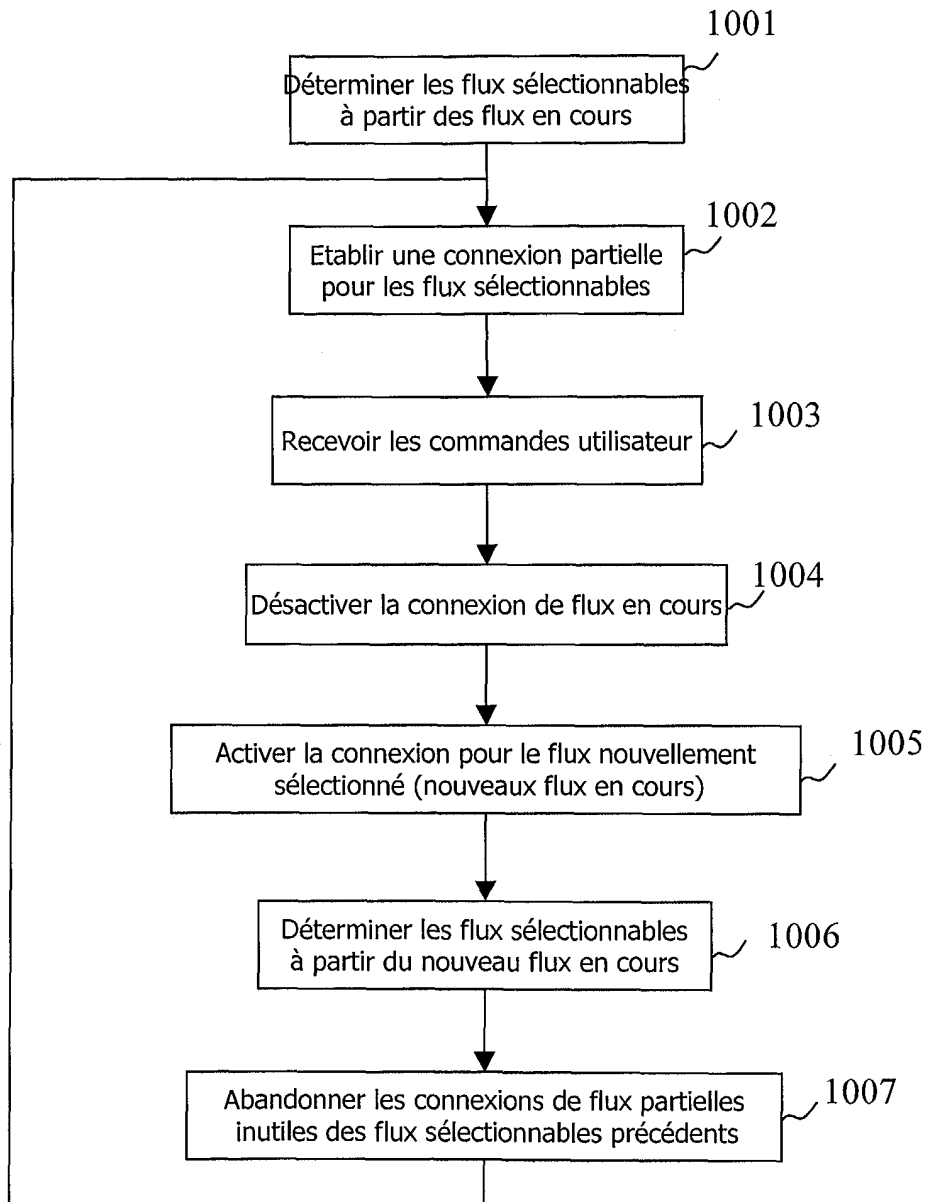 1001
Déterminer les flux sélectionnables
à partir des flux en cours
1002
Etablir une connexion partielle
pour les flux sélectionnables
1003
Recevoir les commandes utilisateur
1004
Désactiver la connexion de flux en cours
1005
Activer la connexion pour le flux nouvellement
sélectionné (nouveaux flux en cours)
1006
Déterminer les flux sélectionnables
à partir du nouveau flux en cours
1007
Abandonner les connexions de flux partielles
inutiles des flux sélectionnables précédents